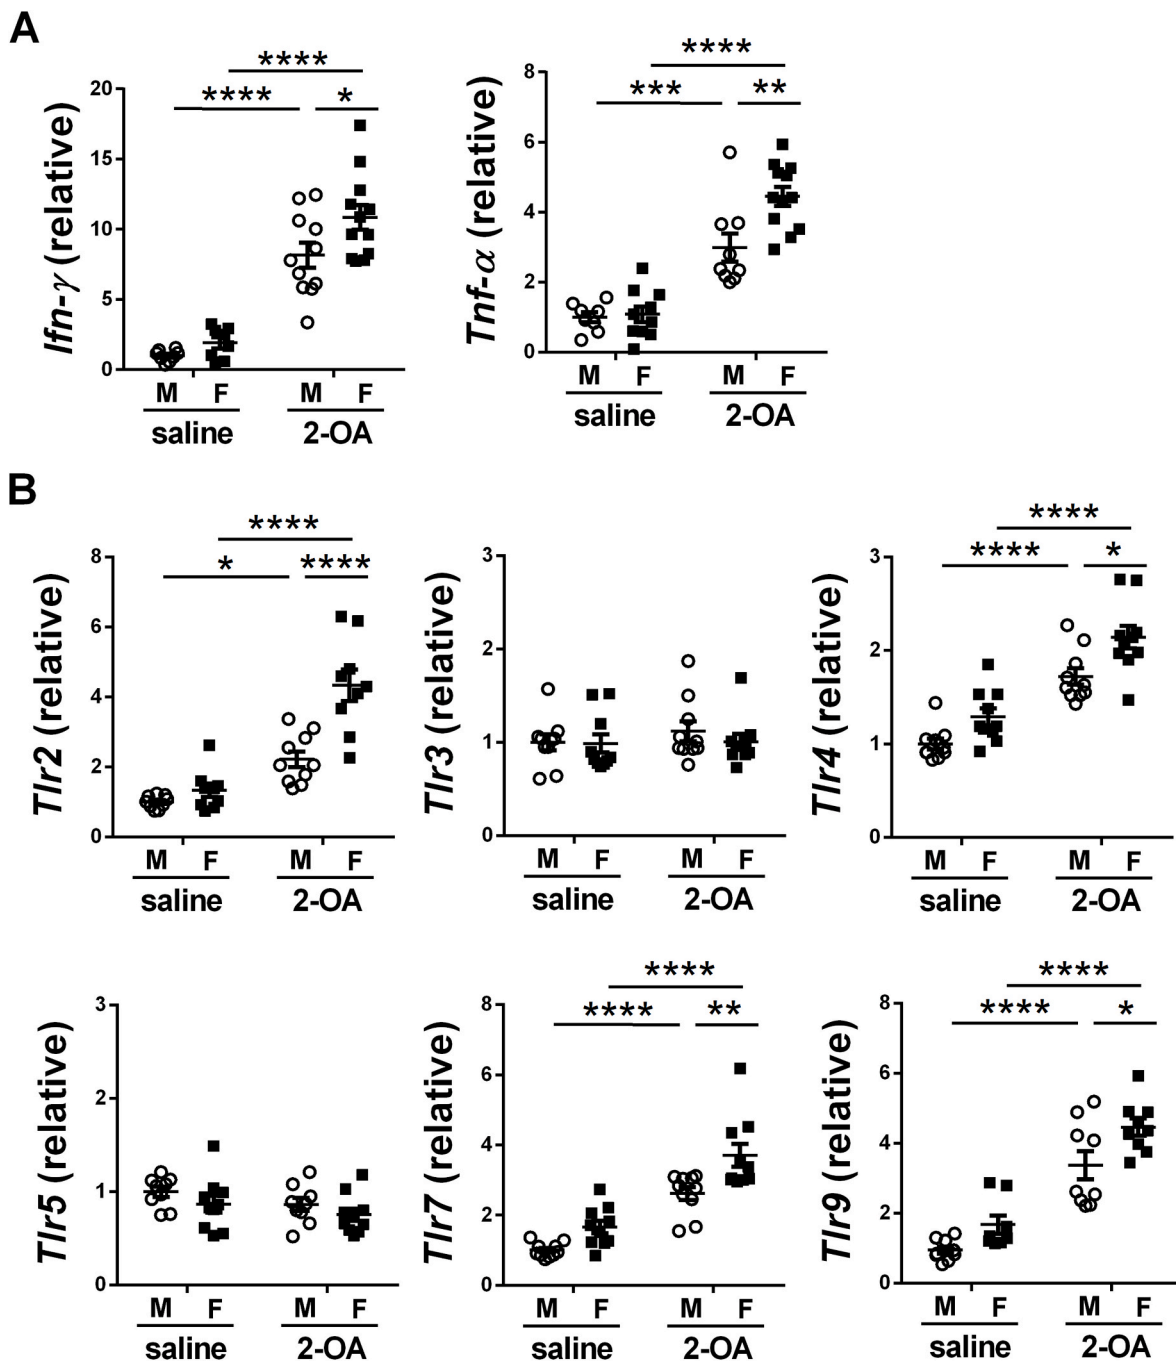 A
****
**** *
20
15
10
5
0
Ifn-γ (relative)
M F M F
saline 2-OA
****
*** **
8
6
4
2
0
Tnf-α (relative)
M F M F
saline 2-OA
B
****
* ****
8
6
4
2
0
Tlr2 (relative)
M F M F
saline 2-OA
3
2
1
0
Tlr3 (relative)
M F M F
saline 2-OA
****
**** *
3
2
1
0
Tlr4 (relative)
M F M F
saline 2-OA
3
2
1
0
Tlr5 (relative)
M F M F
saline 2-OA
****
**** **
8
6
4
2
0
Tlr7 (relative)
M F M F
saline 2-OA
****
**** *
8
6
4
2
0
Tlr9 (relative)
M F M F
saline 2-OA